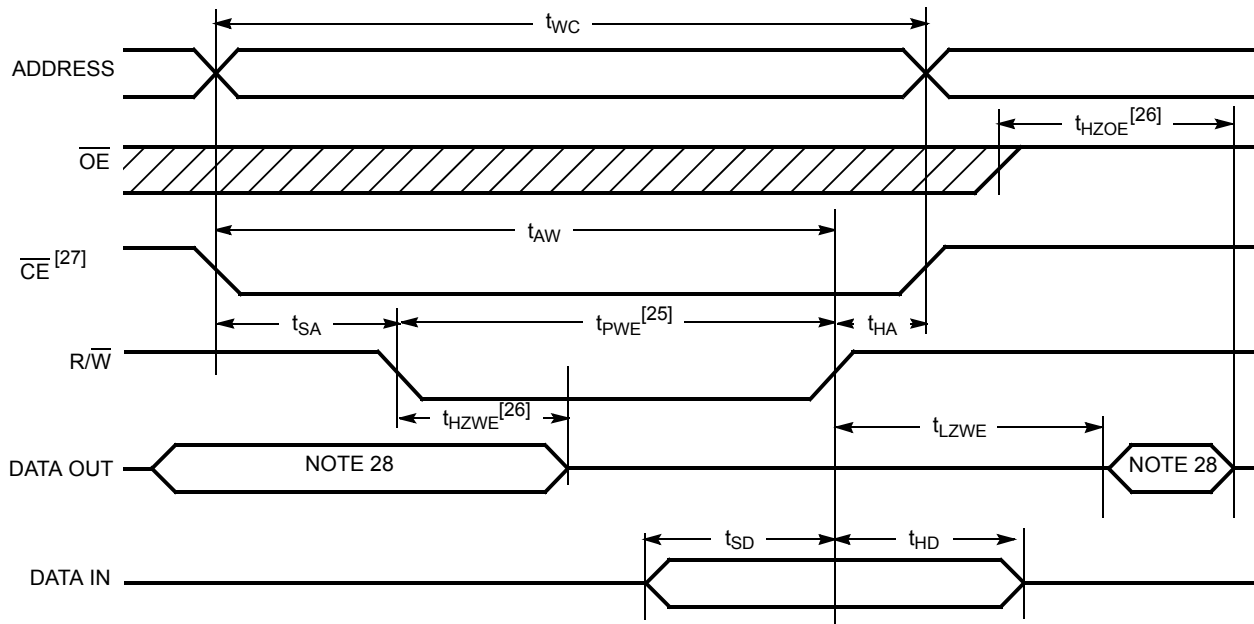 tWC
ADDRESS
tHZOE[26]
OE
tAW
CE [27]
tSA
tPWE[25]
tHA
R/W
tHZWE[26]
tLZWE
DATA OUT
NOTE 28
NOTE 28
tSD
tHD
DATA IN